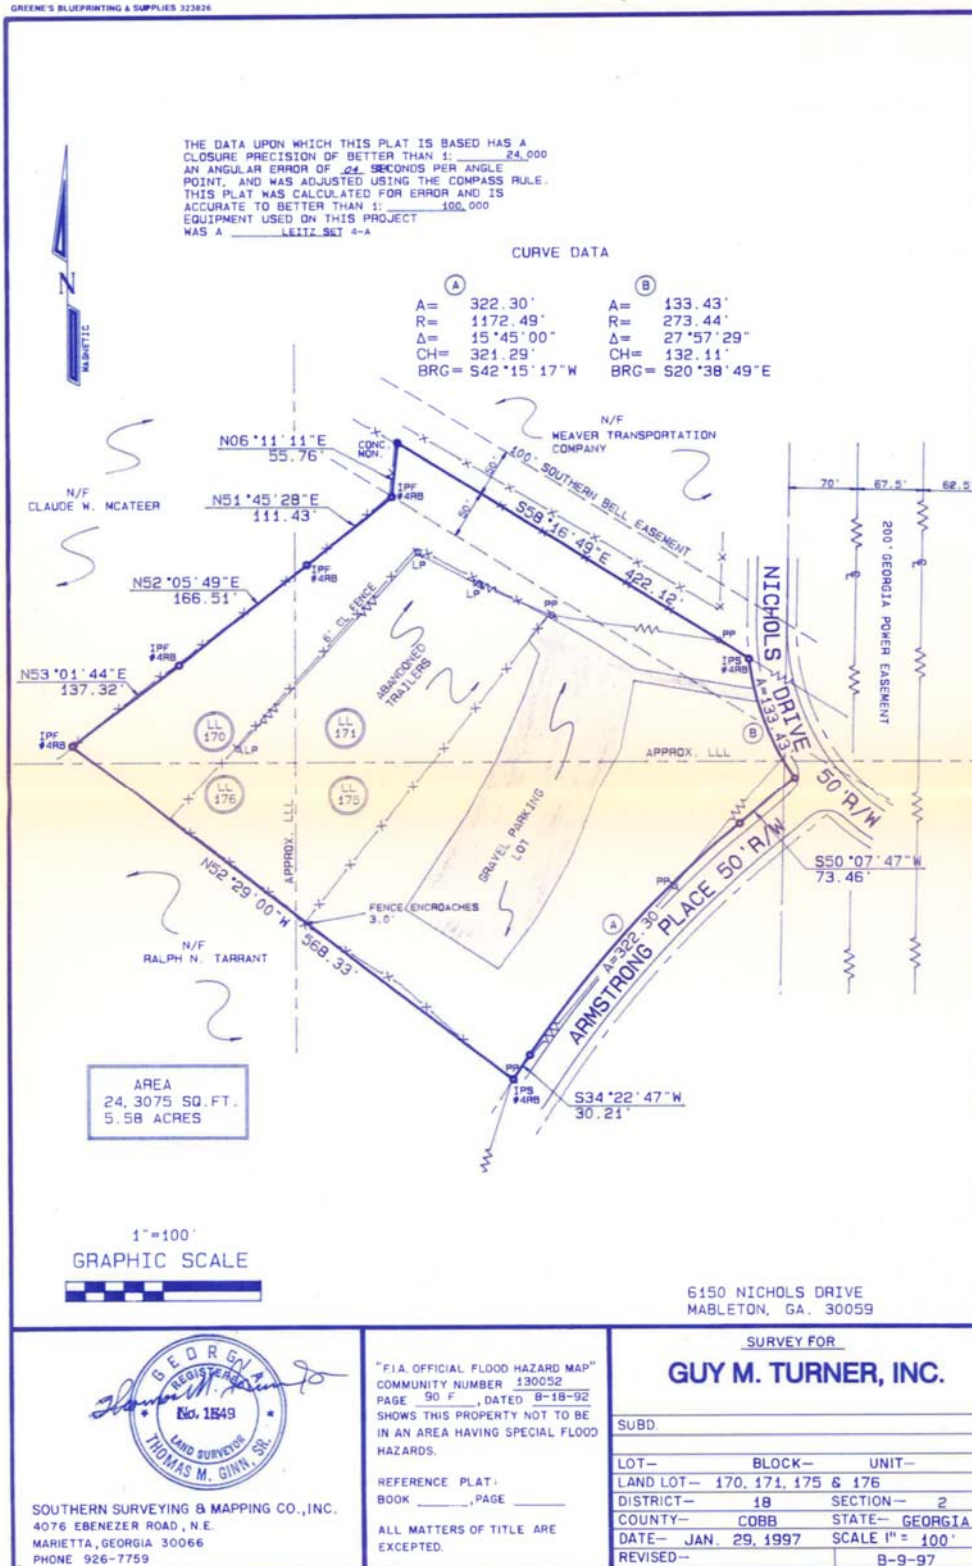 GREENE'S BLUEPRINTING & SUPPLIES 323826
THE DATA UPON WHICH THIS PLAT IS BASED HAS A
CLOSURE PRECISION OF BETTER THAN 1: 24,000
AN ANGULAR ERROR OF 04 SECONDS PER ANGLE
POINT, AND WAS ADJUSTED USING THE COMPASS RULE.
THIS PLAT WAS CALCULATED FOR ERROR AND IS
ACCURATE TO BETTER THAN 1: 100,000
EQUIPMENT USED ON THIS PROJECT
WAS A LEITZ SET 4-A
N
MAGNETIC
CURVE DATA
A
A= 322.30'
R= 1172.49'
Δ= 15°45'00"
CH= 321.29'
BRG= S42°15'17"W
B
A= 133.43'
R= 273.44'
Δ= 27°57'29"
CH= 132.11'
BRG= S20°38'49"E
N/F
WEAVER TRANSPORTATION
COMPANY
N06°11'11"E
55.76'
CONC.
MON.
IPF
#4RB
50'
50'
100' SOUTHERN BELL EASEMENT
S58°16'49"E 422.12'
70' 67.5' 62.5
200' GEORGIA POWER EASEMENT
N/F
CLAUDE W. MCATEER
N51°45'28"E
111.43'
IPF
#4RB
LP
LP
PP
PP
IPS
#4RB
NICHOLS DRIVE 50'R/W
A=133.43'
B
N52°05'49"E
166.51'
6' CL FENCE
ABANDONED
TRAILERS
IPF
#4RB
N53°01'44"E
137.32'
IPF
#4RB
LL
170
LL
171
LP
APPROX. LLL
LL
176
LL
175
APPROX. LLL
GRAVEL PARKING
LOT
S50°07'47"W
73.46'
PP
A
A=322.30'
ARMSTRONG PLACE 50'R/W
N52°29'00"W
568.33'
FENCE ENCROACHES
3.0'
N/F
RALPH N. TARRANT
PP
IPS
#4RB
S34°22'47"W
30.21'
AREA
24,3075 SQ.FT.
5.58 ACRES
1"=100'
GRAPHIC SCALE
6150 NICHOLS DRIVE
MABLETON, GA. 30059
GEORGIA
REGISTERED
No. 1549
LAND SURVEYOR
THOMAS M. GINN, SR.
SOUTHERN SURVEYING & MAPPING CO., INC.
4076 EBENEZER ROAD, N.E.
MARIETTA, GEORGIA 30066
PHONE 926-7759
"F.I.A. OFFICIAL FLOOD HAZARD MAP"
COMMUNITY NUMBER 130052
PAGE 90 F, DATED 8-18-92
SHOWS THIS PROPERTY NOT TO BE
IN AN AREA HAVING SPECIAL FLOOD
HAZARDS.
REFERENCE PLAT:
BOOK ______, PAGE ______
ALL MATTERS OF TITLE ARE
EXCEPTED.
SURVEY FOR
GUY M. TURNER, INC.
SUBD.
LOT- BLOCK- UNIT-
LAND LOT- 170, 171, 175 & 176
DISTRICT- 18 SECTION- 2
COUNTY- COBB STATE- GEORGIA
DATE- JAN. 29, 1997 SCALE 1" = 100'
REVISED- B-9-97